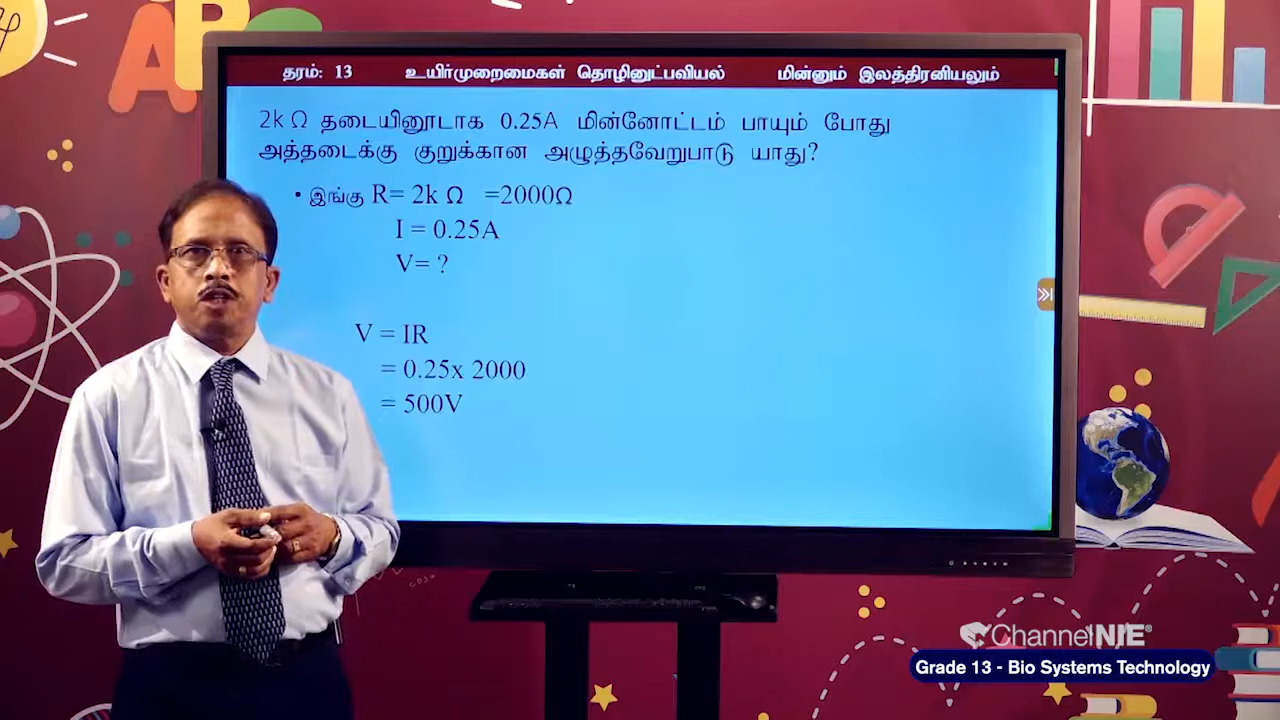 தரம்: 13 உயிர்முறைமைகள் தொழினுட்பவியல் மின்னும் இலத்திரனியலும்
2k Ω தடையினூடாக 0.25A மின்னோட்டம் பாயும் போது
அத்தடைக்கு குறுக்கான அழுத்தவேறுபாடு யாது?
• இங்கு R= 2k Ω =2000Ω
I = 0.25A
V= ?
V = IR
= 0.25x 2000
= 500V
ChannelNIE®
Grade 13 - Bio Systems Technology